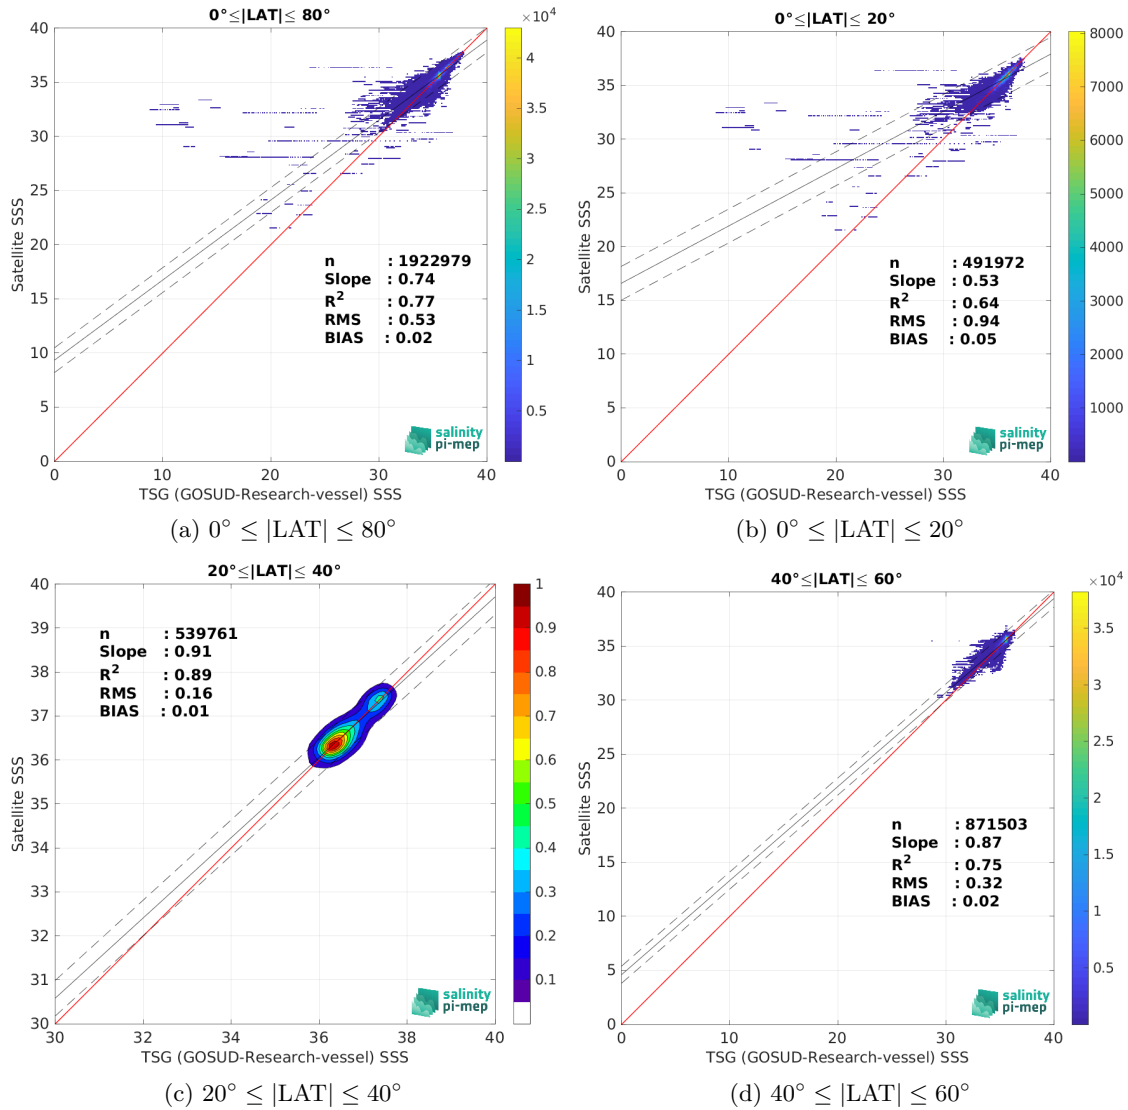 0°≤|LAT|≤ 80°
×10⁴
Satellite SSS
40
35
30
25
20
15
10
5
0
n : 1922979
Slope : 0.74
R² : 0.77
RMS : 0.53
BIAS : 0.02
salinity
pi-mep
0 10 20 30 40
TSG (GOSUD-Research-vessel) SSS
4
3.5
3
2.5
2
1.5
1
0.5
(a) 0° ≤ |LAT| ≤ 80°
0°≤|LAT|≤ 20°
Satellite SSS
40
35
30
25
20
15
10
5
0
n : 491972
Slope : 0.53
R² : 0.64
RMS : 0.94
BIAS : 0.05
salinity
pi-mep
0 10 20 30 40
TSG (GOSUD-Research-vessel) SSS
8000
7000
6000
5000
4000
3000
2000
1000
(b) 0° ≤ |LAT| ≤ 20°
20°≤|LAT|≤ 40°
Satellite SSS
40
39
38
37
36
35
34
33
32
31
30
n : 539761
Slope : 0.91
R² : 0.89
RMS : 0.16
BIAS : 0.01
salinity
pi-mep
30 32 34 36 38 40
TSG (GOSUD-Research-vessel) SSS
1
0.9
0.8
0.7
0.6
0.5
0.4
0.3
0.2
0.1
(c) 20° ≤ |LAT| ≤ 40°
40°≤|LAT|≤ 60°
×10⁴
Satellite SSS
40
35
30
25
20
15
10
5
0
n : 871503
Slope : 0.87
R² : 0.75
RMS : 0.32
BIAS : 0.02
salinity
pi-mep
0 10 20 30 40
TSG (GOSUD-Research-vessel) SSS
3.5
3
2.5
2
1.5
1
0.5
(d) 40° ≤ |LAT| ≤ 60°